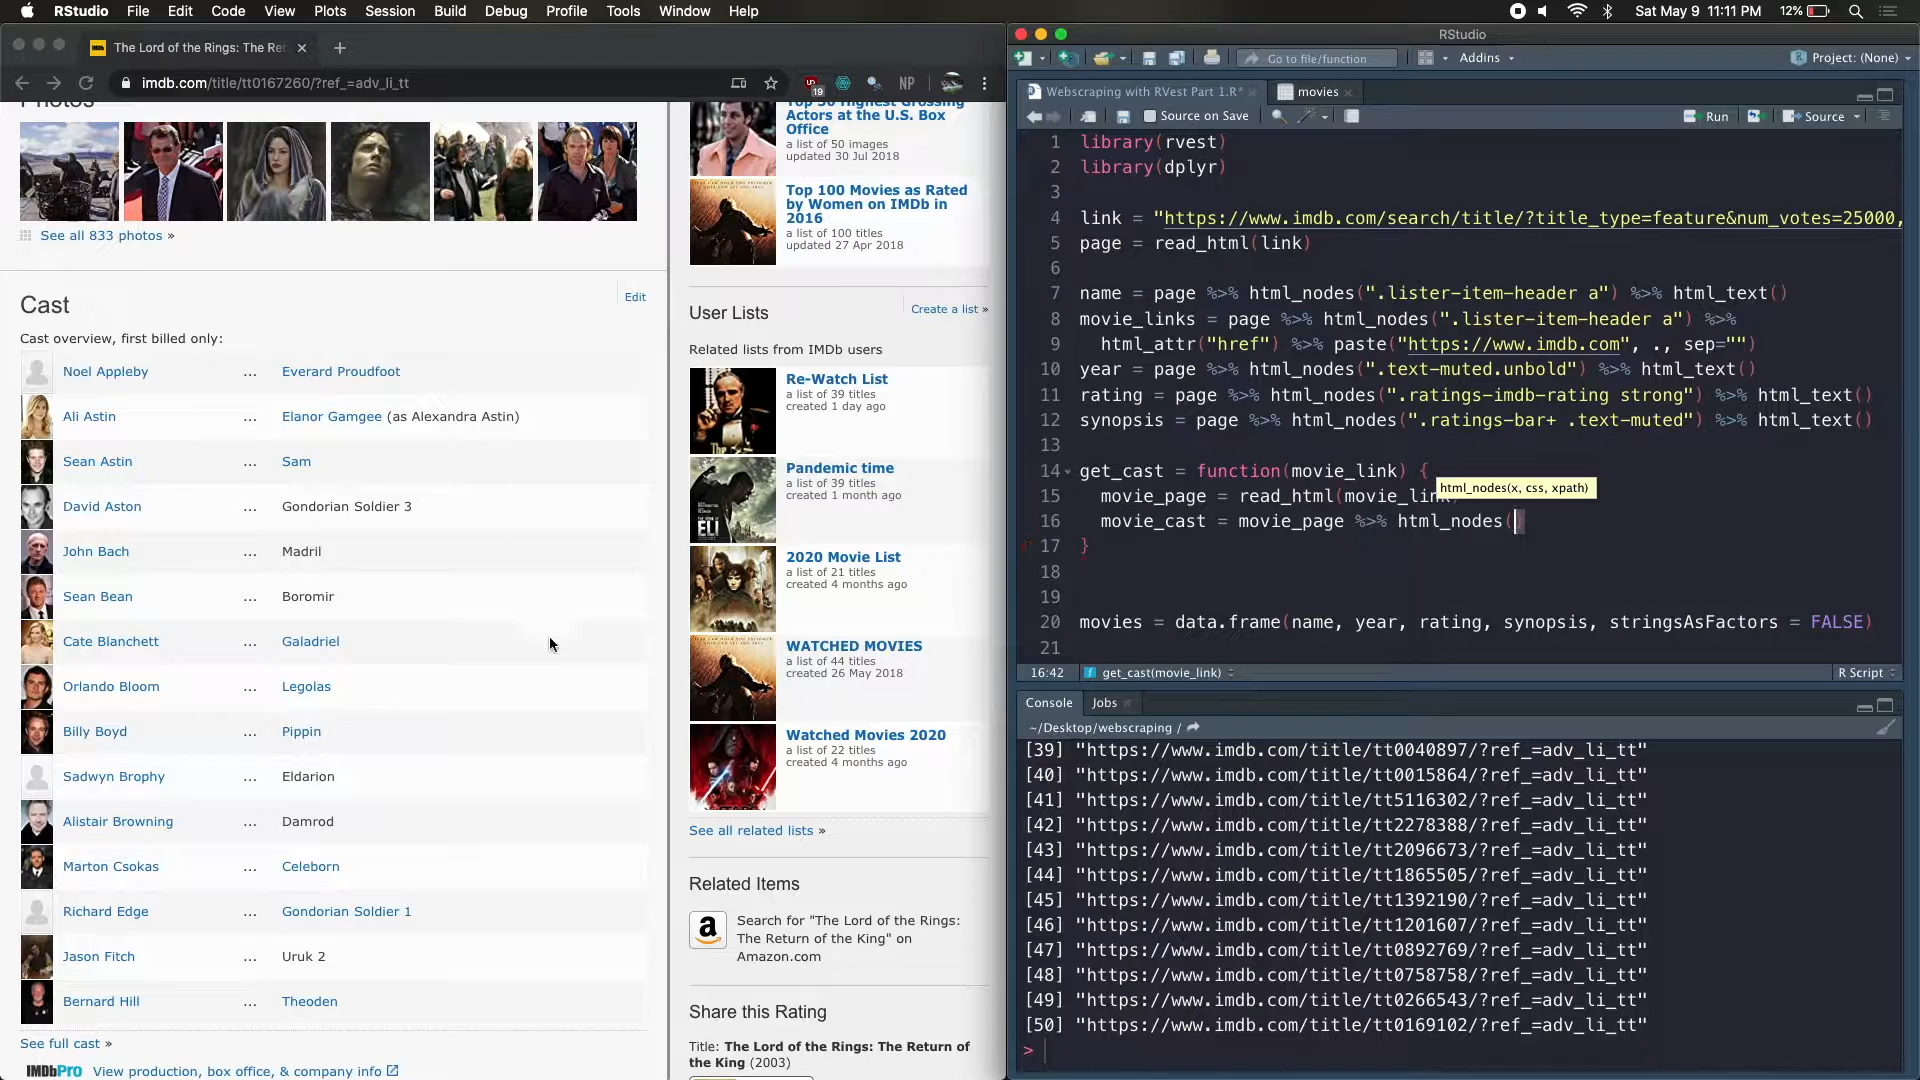 RStudio File Edit Code View Plots Session Build Debug Profile Tools Window Help
Sat May 9 11:11 PM 12%
The Lord of the Rings: The Ret
imdb.com/title/tt0167260/?ref_=adv_li_tt
19
NP
Photos
See all 833 photos »
Cast
Edit
Cast overview, first billed only:
Noel Appleby ... Everard Proudfoot
Ali Astin ... Elanor Gamgee (as Alexandra Astin)
Sean Astin ... Sam
David Aston ... Gondorian Soldier 3
John Bach ... Madril
Sean Bean ... Boromir
Cate Blanchett ... Galadriel
Orlando Bloom ... Legolas
Billy Boyd ... Pippin
Sadwyn Brophy ... Eldarion
Alistair Browning ... Damrod
Marton Csokas ... Celeborn
Richard Edge ... Gondorian Soldier 1
Jason Fitch ... Uruk 2
Bernard Hill ... Theoden
See full cast »
IMDbPro View production, box office, & company info
Top 50 Highest Grossing
Actors at the U.S. Box
Office
a list of 50 images
updated 30 Jul 2018
Top 100 Movies as Rated
by Women on IMDb in
2016
a list of 100 titles
updated 27 Apr 2018
User Lists
Create a list »
Related lists from IMDb users
Re-Watch List
a list of 39 titles
created 1 day ago
Pandemic time
a list of 39 titles
created 1 month ago
ELI
2020 Movie List
a list of 21 titles
created 4 months ago
WATCHED MOVIES
a list of 44 titles
created 26 May 2018
Watched Movies 2020
a list of 22 titles
created 4 months ago
See all related lists »
Related Items
a
Search for "The Lord of the Rings:
The Return of the King" on
Amazon.com
Share this Rating
Title: The Lord of the Rings: The Return of
the King (2003)
RStudio
Go to file/function
Addins
Project: (None)
Webscraping with RVest Part 1.R*
movies
Source on Save
Run
Source
1 library(rvest)
2 library(dplyr)
3
4 link = "https://www.imdb.com/search/title/?title_type=feature&num_votes=25000,
5 page = read_html(link)
6
7 name = page %>% html_nodes(".lister-item-header a") %>% html_text()
8 movie_links = page %>% html_nodes(".lister-item-header a") %>%
9 html_attr("href") %>% paste("https://www.imdb.com", ., sep="")
10 year = page %>% html_nodes(".text-muted.unbold") %>% html_text()
11 rating = page %>% html_nodes(".ratings-imdb-rating strong") %>% html_text()
12 synopsis = page %>% html_nodes(".ratings-bar+ .text-muted") %>% html_text()
13
14 get_cast = function(movie_link) {
html_nodes(x, css, xpath)
15 movie_page = read_html(movie_link
16 movie_cast = movie_page %>% html_nodes()
17 }
18
19
20 movies = data.frame(name, year, rating, synopsis, stringsAsFactors = FALSE)
21
16:42
get_cast(movie_link)
R Script
Console
Jobs
~/Desktop/webscraping/
[39] "https://www.imdb.com/title/tt0040897/?ref_=adv_li_tt"
[40] "https://www.imdb.com/title/tt0015864/?ref_=adv_li_tt"
[41] "https://www.imdb.com/title/tt5116302/?ref_=adv_li_tt"
[42] "https://www.imdb.com/title/tt2278388/?ref_=adv_li_tt"
[43] "https://www.imdb.com/title/tt2096673/?ref_=adv_li_tt"
[44] "https://www.imdb.com/title/tt1865505/?ref_=adv_li_tt"
[45] "https://www.imdb.com/title/tt1392190/?ref_=adv_li_tt"
[46] "https://www.imdb.com/title/tt1201607/?ref_=adv_li_tt"
[47] "https://www.imdb.com/title/tt0892769/?ref_=adv_li_tt"
[48] "https://www.imdb.com/title/tt0758758/?ref_=adv_li_tt"
[49] "https://www.imdb.com/title/tt0266543/?ref_=adv_li_tt"
[50] "https://www.imdb.com/title/tt0169102/?ref_=adv_li_tt"
>